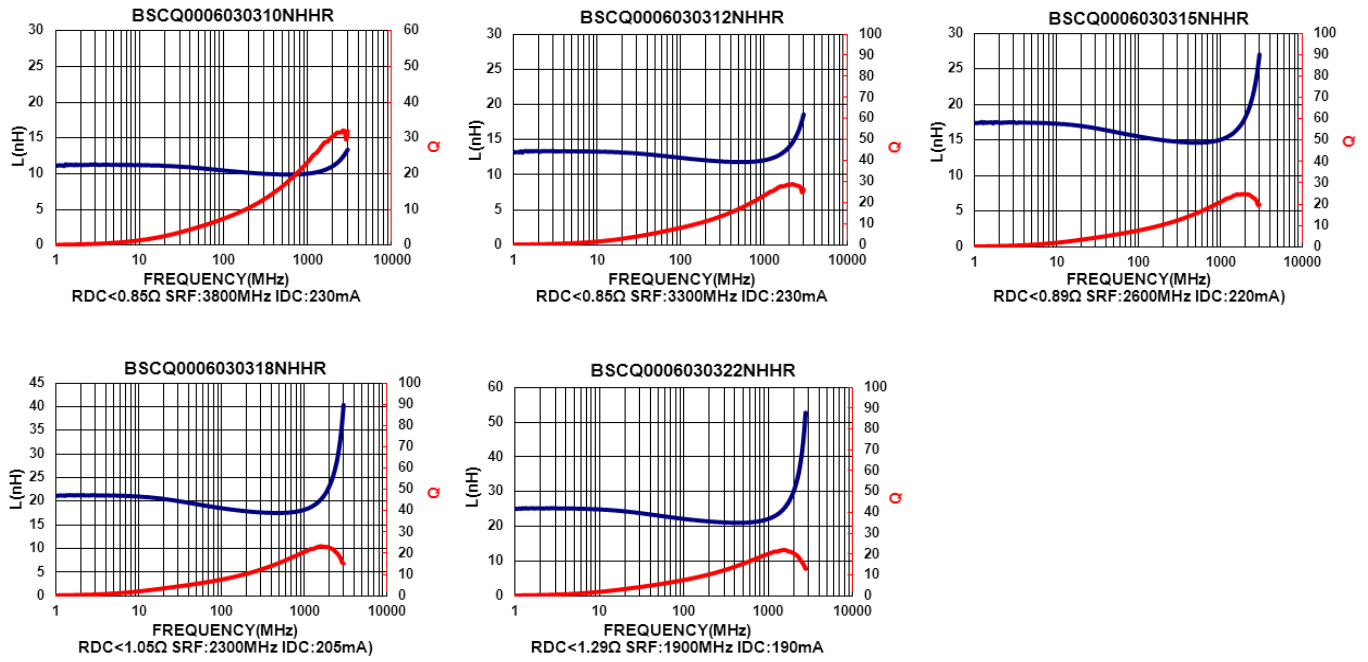 BSCQ0006030310NHHR
30 60
25 50
20 40
15 30
10 20
5 10
0 0
L(nH)
Q
1 10 100 1000 10000
FREQUENCY(MHz)
RDC<0.85Ω SRF:3800MHz IDC:230mA
BSCQ0006030312NHHR
30 100
90
25
80
70
20
60
15 50
40
10
30
20
5
10
0 0
L(nH)
Q
1 10 100 1000 10000
FREQUENCY(MHz)
RDC<0.85Ω SRF:3300MHz IDC:230mA
BSCQ0006030315NHHR
30 100
90
25
80
70
20
60
15 50
40
10
30
20
5
10
0 0
L(nH)
Q
1 10 100 1000 10000
FREQUENCY(MHz)
RDC<0.89Ω SRF:2600MHz IDC:220mA)
BSCQ0006030318NHHR
45 100
40 90
35 80
70
30
60
25
50
20
40
15
30
10
20
5 10
0 0
L(nH)
Q
1 10 100 1000 10000
FREQUENCY(MHz)
RDC<1.05Ω SRF:2300MHz IDC:205mA)
BSCQ0006030322NHHR
60 100
90
50
80
70
40
60
30 50
40
20
30
20
10
10
0 0
L(nH)
Q
1 10 100 1000 10000
FREQUENCY(MHz)
RDC<1.29Ω SRF:1900MHz IDC:190mA